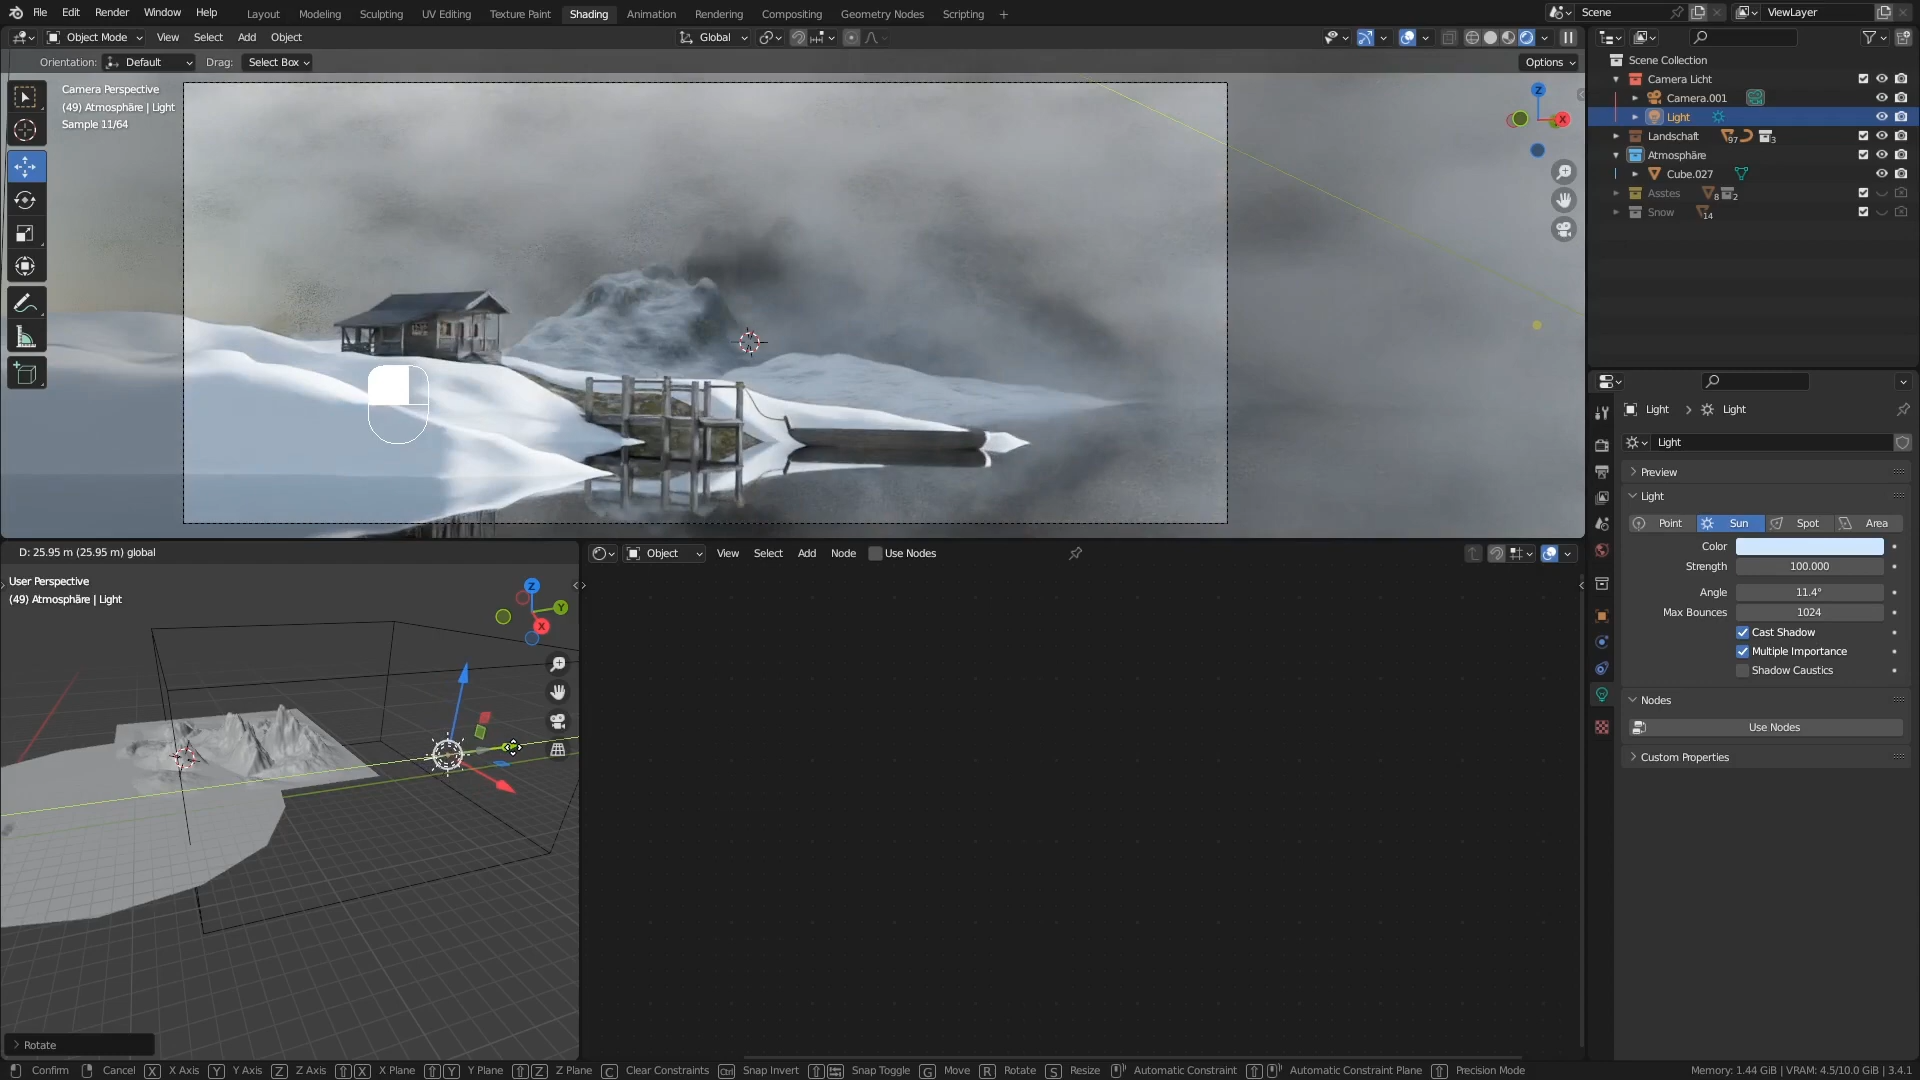 File Edit Render Window Help Layout Modeling Sculpting UV Editing Texture Paint Shading Animation Rendering Compositing Geometry Nodes Scripting + Scene ViewLayer
Object Mode View Select Add Object Global
Orientation: Default Drag: Select Box Options
Camera Perspective
(49) Atmosphäre | Light
Sample 11/64
Z
X
Scene Collection
Camera Licht
Camera.001
Light
Landschaft 97 3
Atmosphäre
Cube.027
Asstes 8 2
Snow 14
Light Light
Light
Preview
Light
Point Sun Spot Area
Color
Strength 100.000
Angle 11.4°
Max Bounces 1024
Cast Shadow
Multiple Importance
Shadow Caustics
Nodes
Use Nodes
Custom Properties
D: 25.95 m (25.95 m) global
User Perspective
(49) Atmosphäre | Light
Z
Y
X
Rotate
Object View Select Add Node Use Nodes
Confirm Cancel X X Axis Y Y Axis Z Z Axis X X Plane Y Y Plane Z Z Plane C Clear Constraints Ctrl Snap Invert Snap Toggle G Move R Rotate S Resize Automatic Constraint Automatic Constraint Plane Precision Mode Memory: 1.44 GiB | VRAM: 4.5/10.0 GiB | 3.4.1